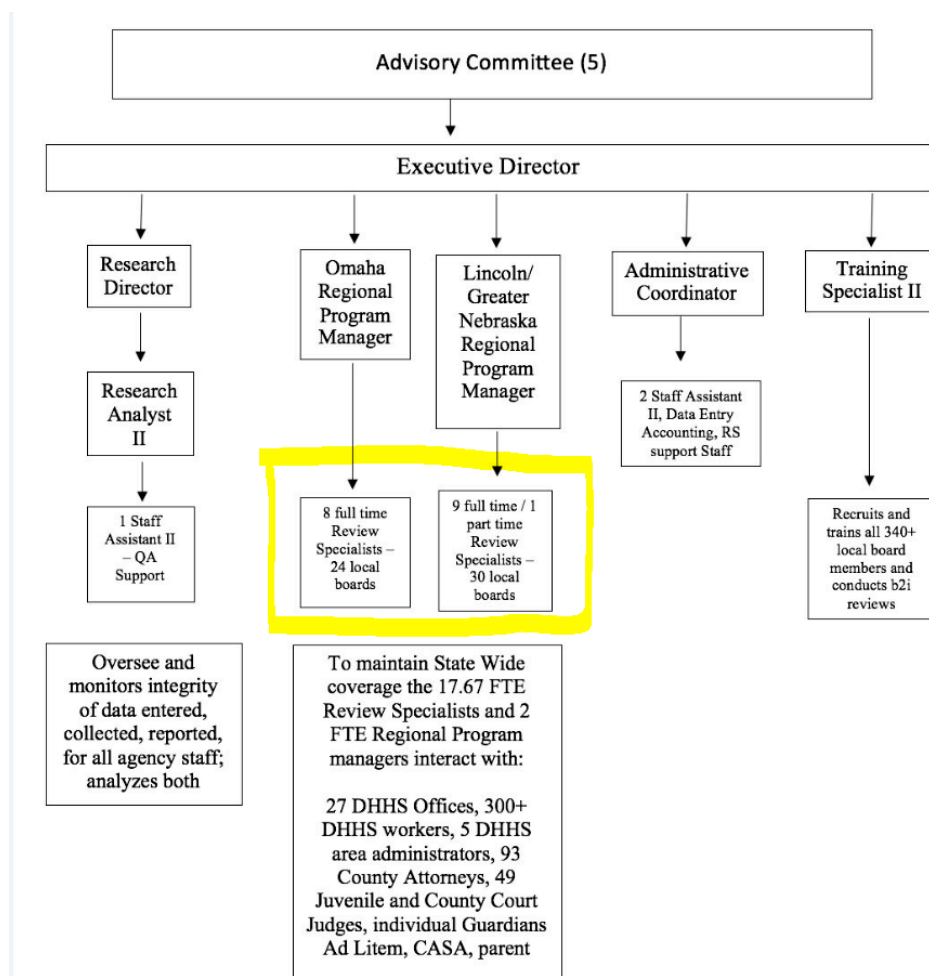 Advisory Committee (5)
Executive Director
Research
Director
Omaha
Regional
Program
Manager
Lincoln/
Greater
Nebraska
Regional
Program
Manager
Administrative
Coordinator
Training
Specialist II
Research
Analyst
II
2 Staff Assistant
II, Data Entry
Accounting, RS
support Staff
1 Staff
Assistant II
– QA
Support
8 full time
Review
Specialists –
24 local
boards
9 full time / 1
part time
Review
Specialists –
30 local
boards
Recruits and
trains all 340+
local board
members and
conducts b2i
reviews
Oversee and
monitors integrity
of data entered,
collected, reported,
for all agency staff;
analyzes both
To maintain State Wide
coverage the 17.67 FTE
Review Specialists and 2
FTE Regional Program
managers interact with:
27 DHHS Offices, 300+
DHHS workers, 5 DHHS
area administrators, 93
County Attorneys, 49
Juvenile and County Court
Judges, individual Guardians
Ad Litem, CASA, parent